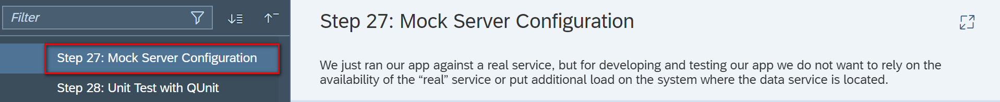 Filter
Step 27: Mock Server Configuration
Step 28: Unit Test with QUnit
Step 27: Mock Server Configuration
We just ran our app against a real service, but for developing and testing our app we do not want to rely on the
availability of the “real” service or put additional load on the system where the data service is located.